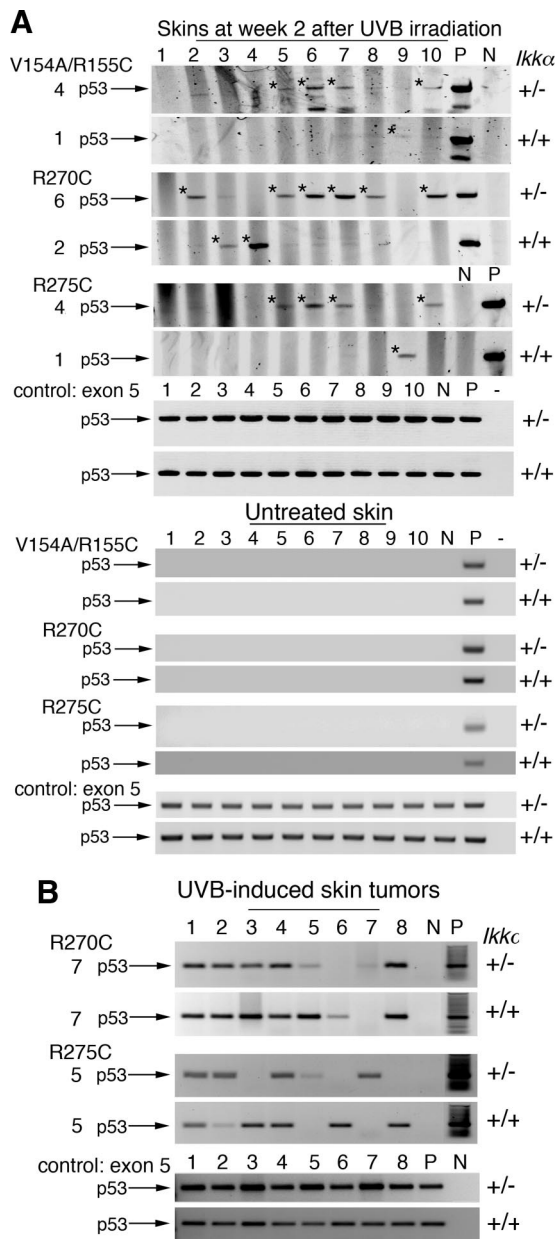 A
Skins at week 2 after UVB irradiation
1 2 3 4 5 6 7 8 9 10 P N Ikkα
V154A/R155C
4 p53 +/-
* * * *
1 p53 +/+
*
R270C
6 p53 +/-
* * * * * *
2 p53 +/+
* *
N P
R275C
4 p53 +/-
* * * *
1 p53 +/+
*
control: exon 5
1 2 3 4 5 6 7 8 9 10 N P -
p53 +/-
p53 +/+
Untreated skin
V154A/R155C
1 2 3 4 5 6 7 8 9 10 N P -
p53 +/-
p53 +/+
R270C
p53 +/-
p53 +/+
R275C
p53 +/-
p53 +/+
control: exon 5
p53 +/-
p53 +/+
B
UVB-induced skin tumors
1 2 3 4 5 6 7 8 N P
R270C
7 p53 +/-
7 p53 +/+
R275C
5 p53 +/-
5 p53 +/+
control: exon 5
1 2 3 4 5 6 7 8 P N
p53 +/-
p53 +/+